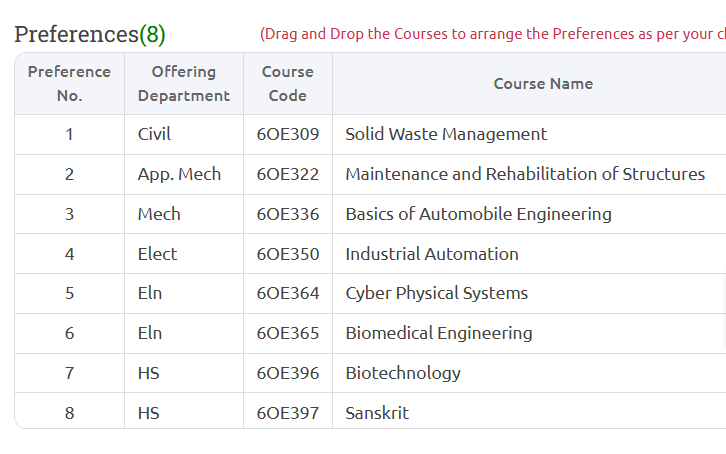 Preferences(8)
(Drag and Drop the Courses to arrange the Preferences as per your
Preference No. Offering Department Course Code Course Name
1 Civil 6OE309 Solid Waste Management
2 App. Mech 6OE322 Maintenance and Rehabilitation of Structures
3 Mech 6OE336 Basics of Automobile Engineering
4 Elect 6OE350 Industrial Automation
5 Eln 6OE364 Cyber Physical Systems
6 Eln 6OE365 Biomedical Engineering
7 HS 6OE396 Biotechnology
8 HS 6OE397 Sanskrit